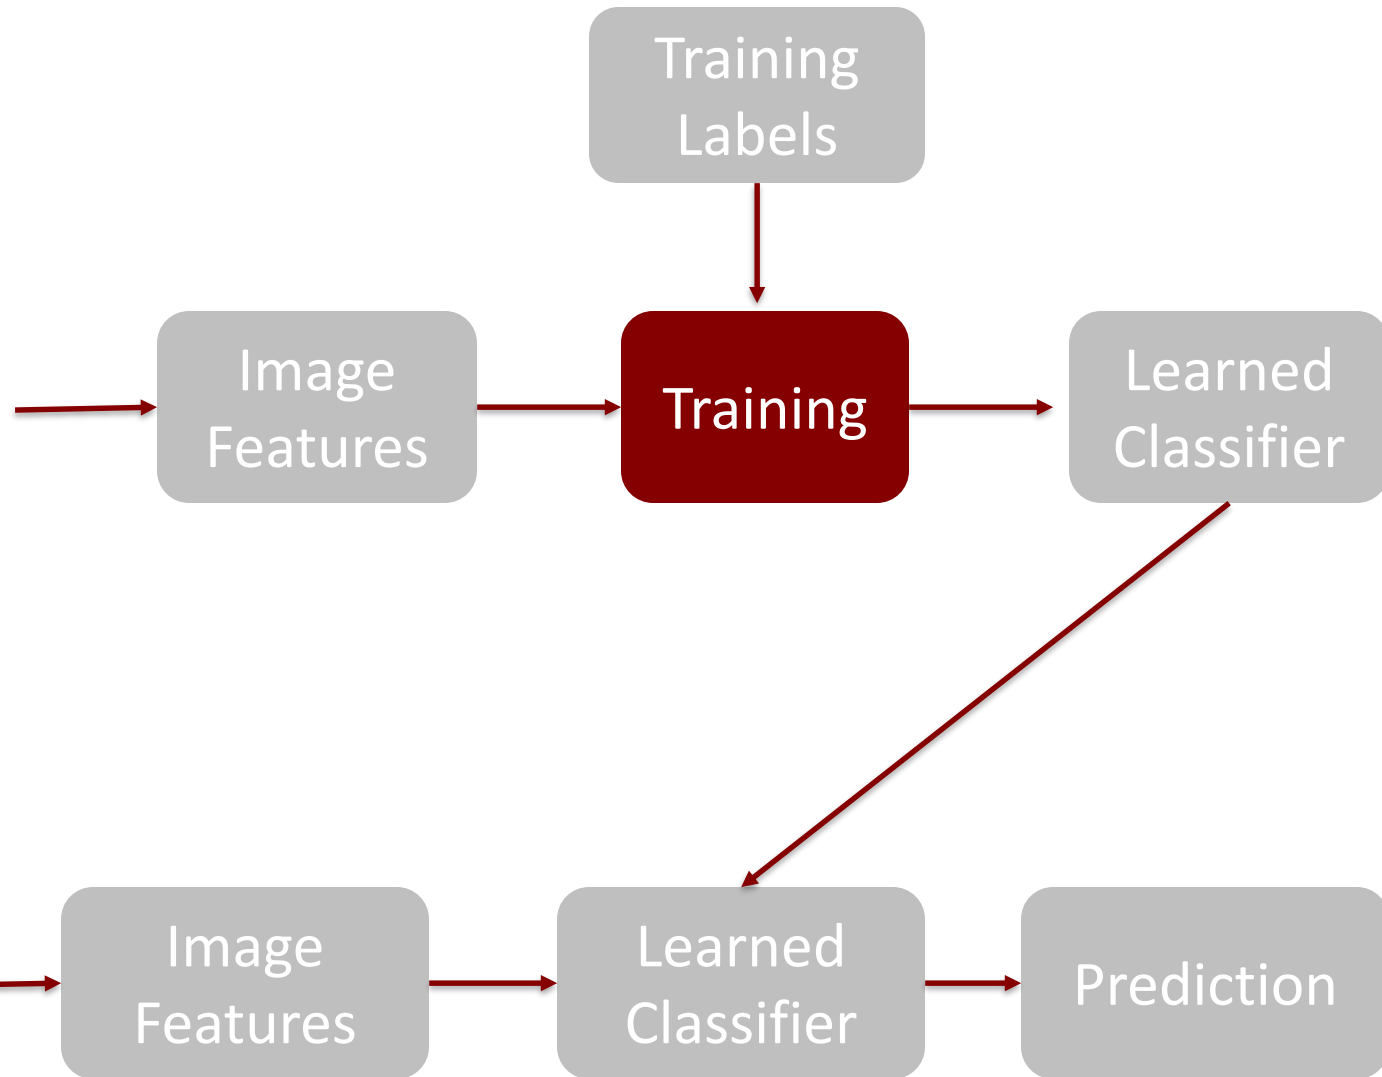 Training
Labels
Image
Features
Training
Learned
Classifier
Image
Features
Learned
Classifier
Prediction